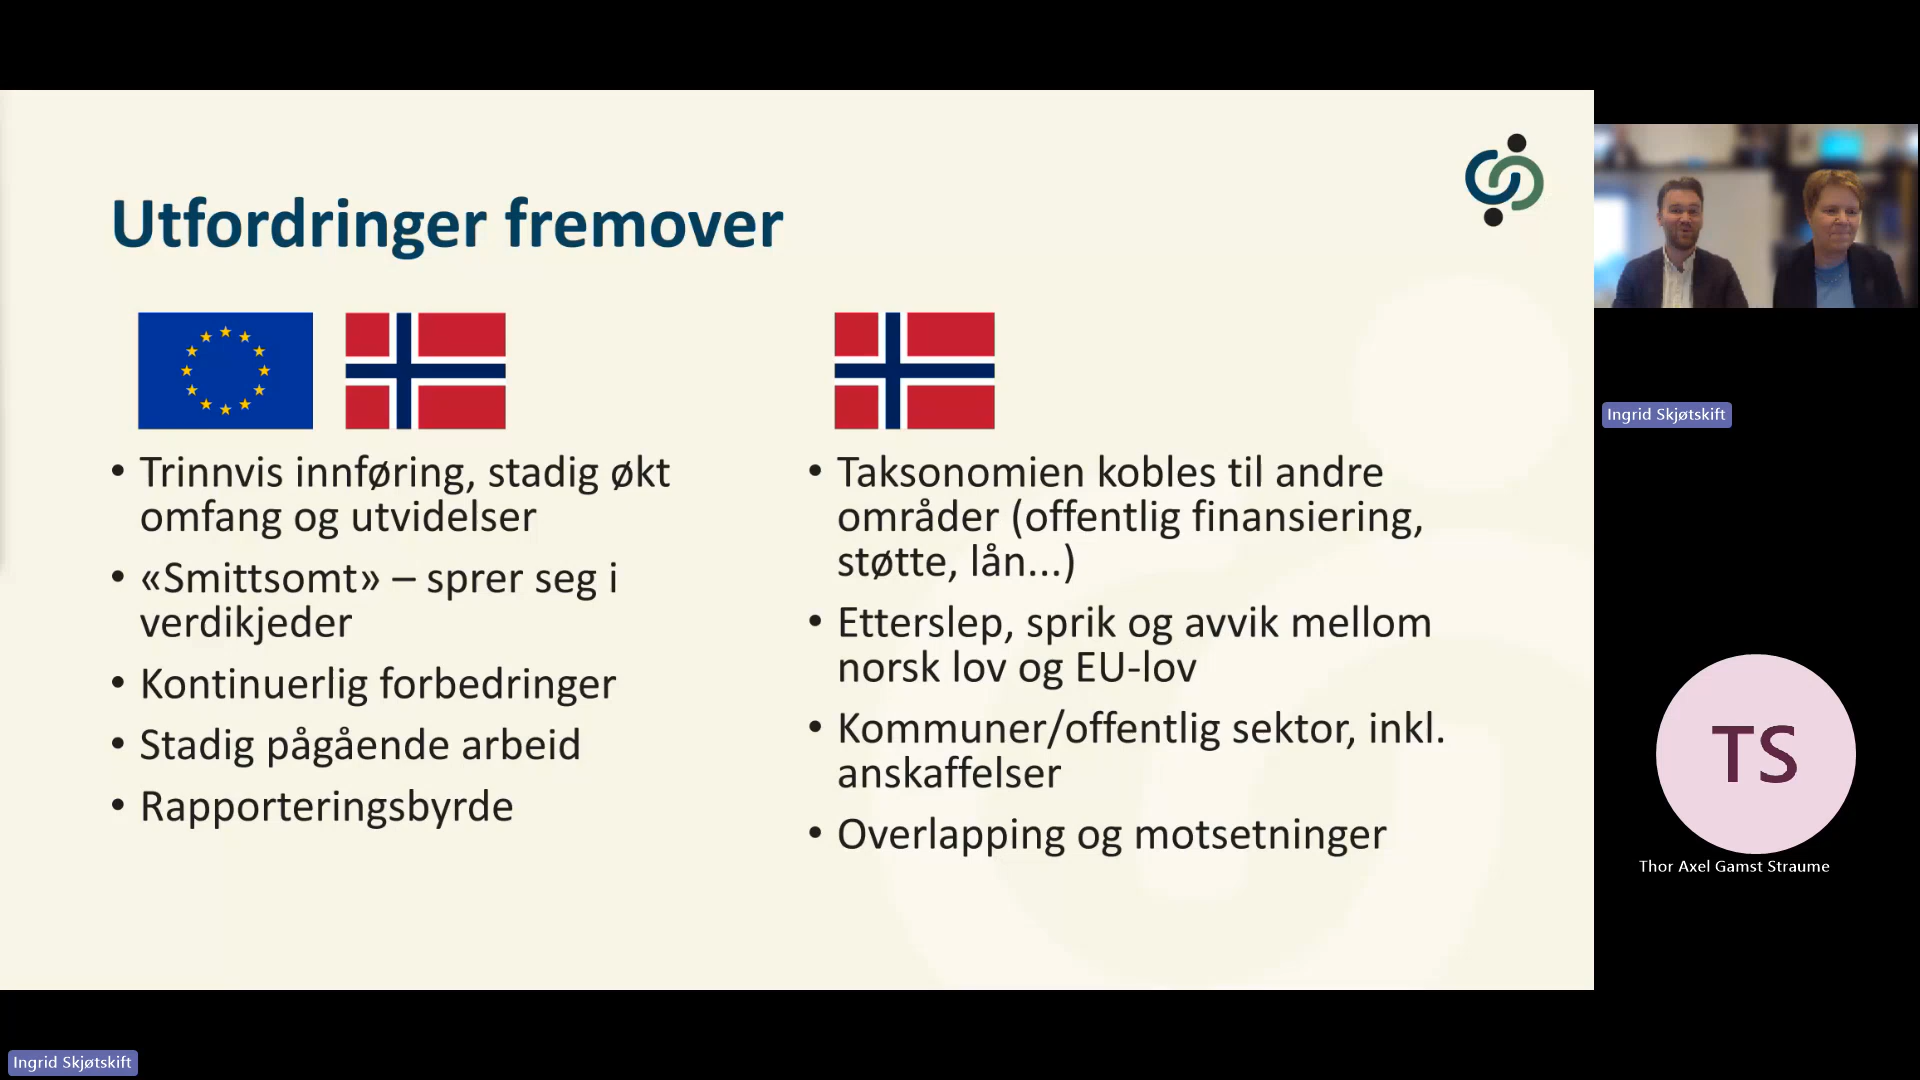 Utfordringer fremover
• Trinnvis innføring, stadig økt
omfang og utvidelser
• «Smittsomt» – sprer seg i
verdikjeder
• Kontinuerlig forbedringer
• Stadig pågående arbeid
• Rapporteringsbyrde
• Taksonomien kobles til andre
områder (offentlig finansiering,
støtte, lån...)
• Etterslep, sprik og avvik mellom
norsk lov og EU-lov
• Kommuner/offentlig sektor, inkl.
anskaffelser
• Overlapping og motsetninger
Ingrid Skjøtskift
TS
Thor Axel Gamst Straume
Ingrid Skjøtskift